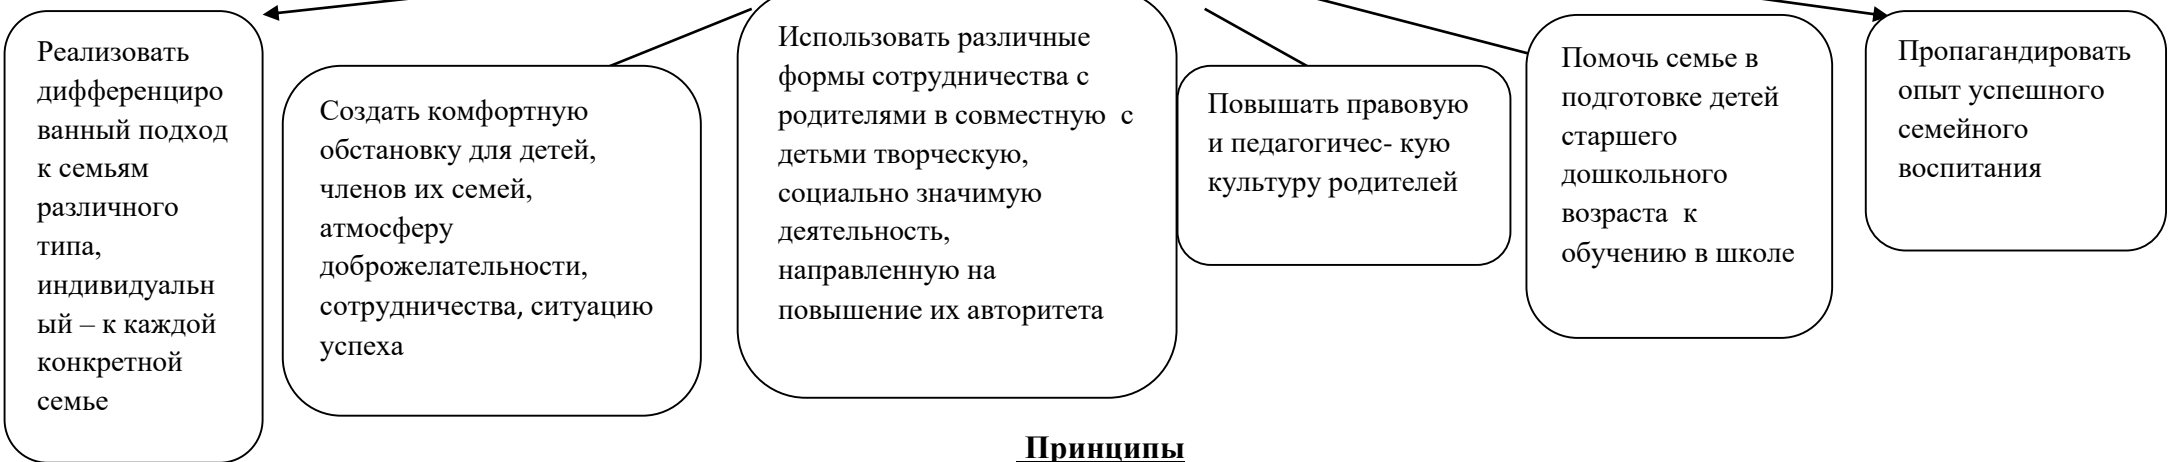 Реализовать
дифференциро
ванный подход
к семьям
различного
типа,
индивидуальн
ый – к каждой
конкретной
семье
Создать комфортную
обстановку для детей,
членов их семей,
атмосферу
доброжелательности,
сотрудничества, ситуацию
успеха
Использовать различные
формы сотрудничества с
родителями в совместную  с
детьми творческую,
социально значимую
деятельность,
направленную на
повышение их авторитета
Повышать правовую
и педагогичес- кую
культуру родителей
Помочь семье в
подготовке детей
старшего
дошкольного
возраста  к
обучению в школе
Пропагандировать
опыт успешного
семейного
воспитания
Принципы